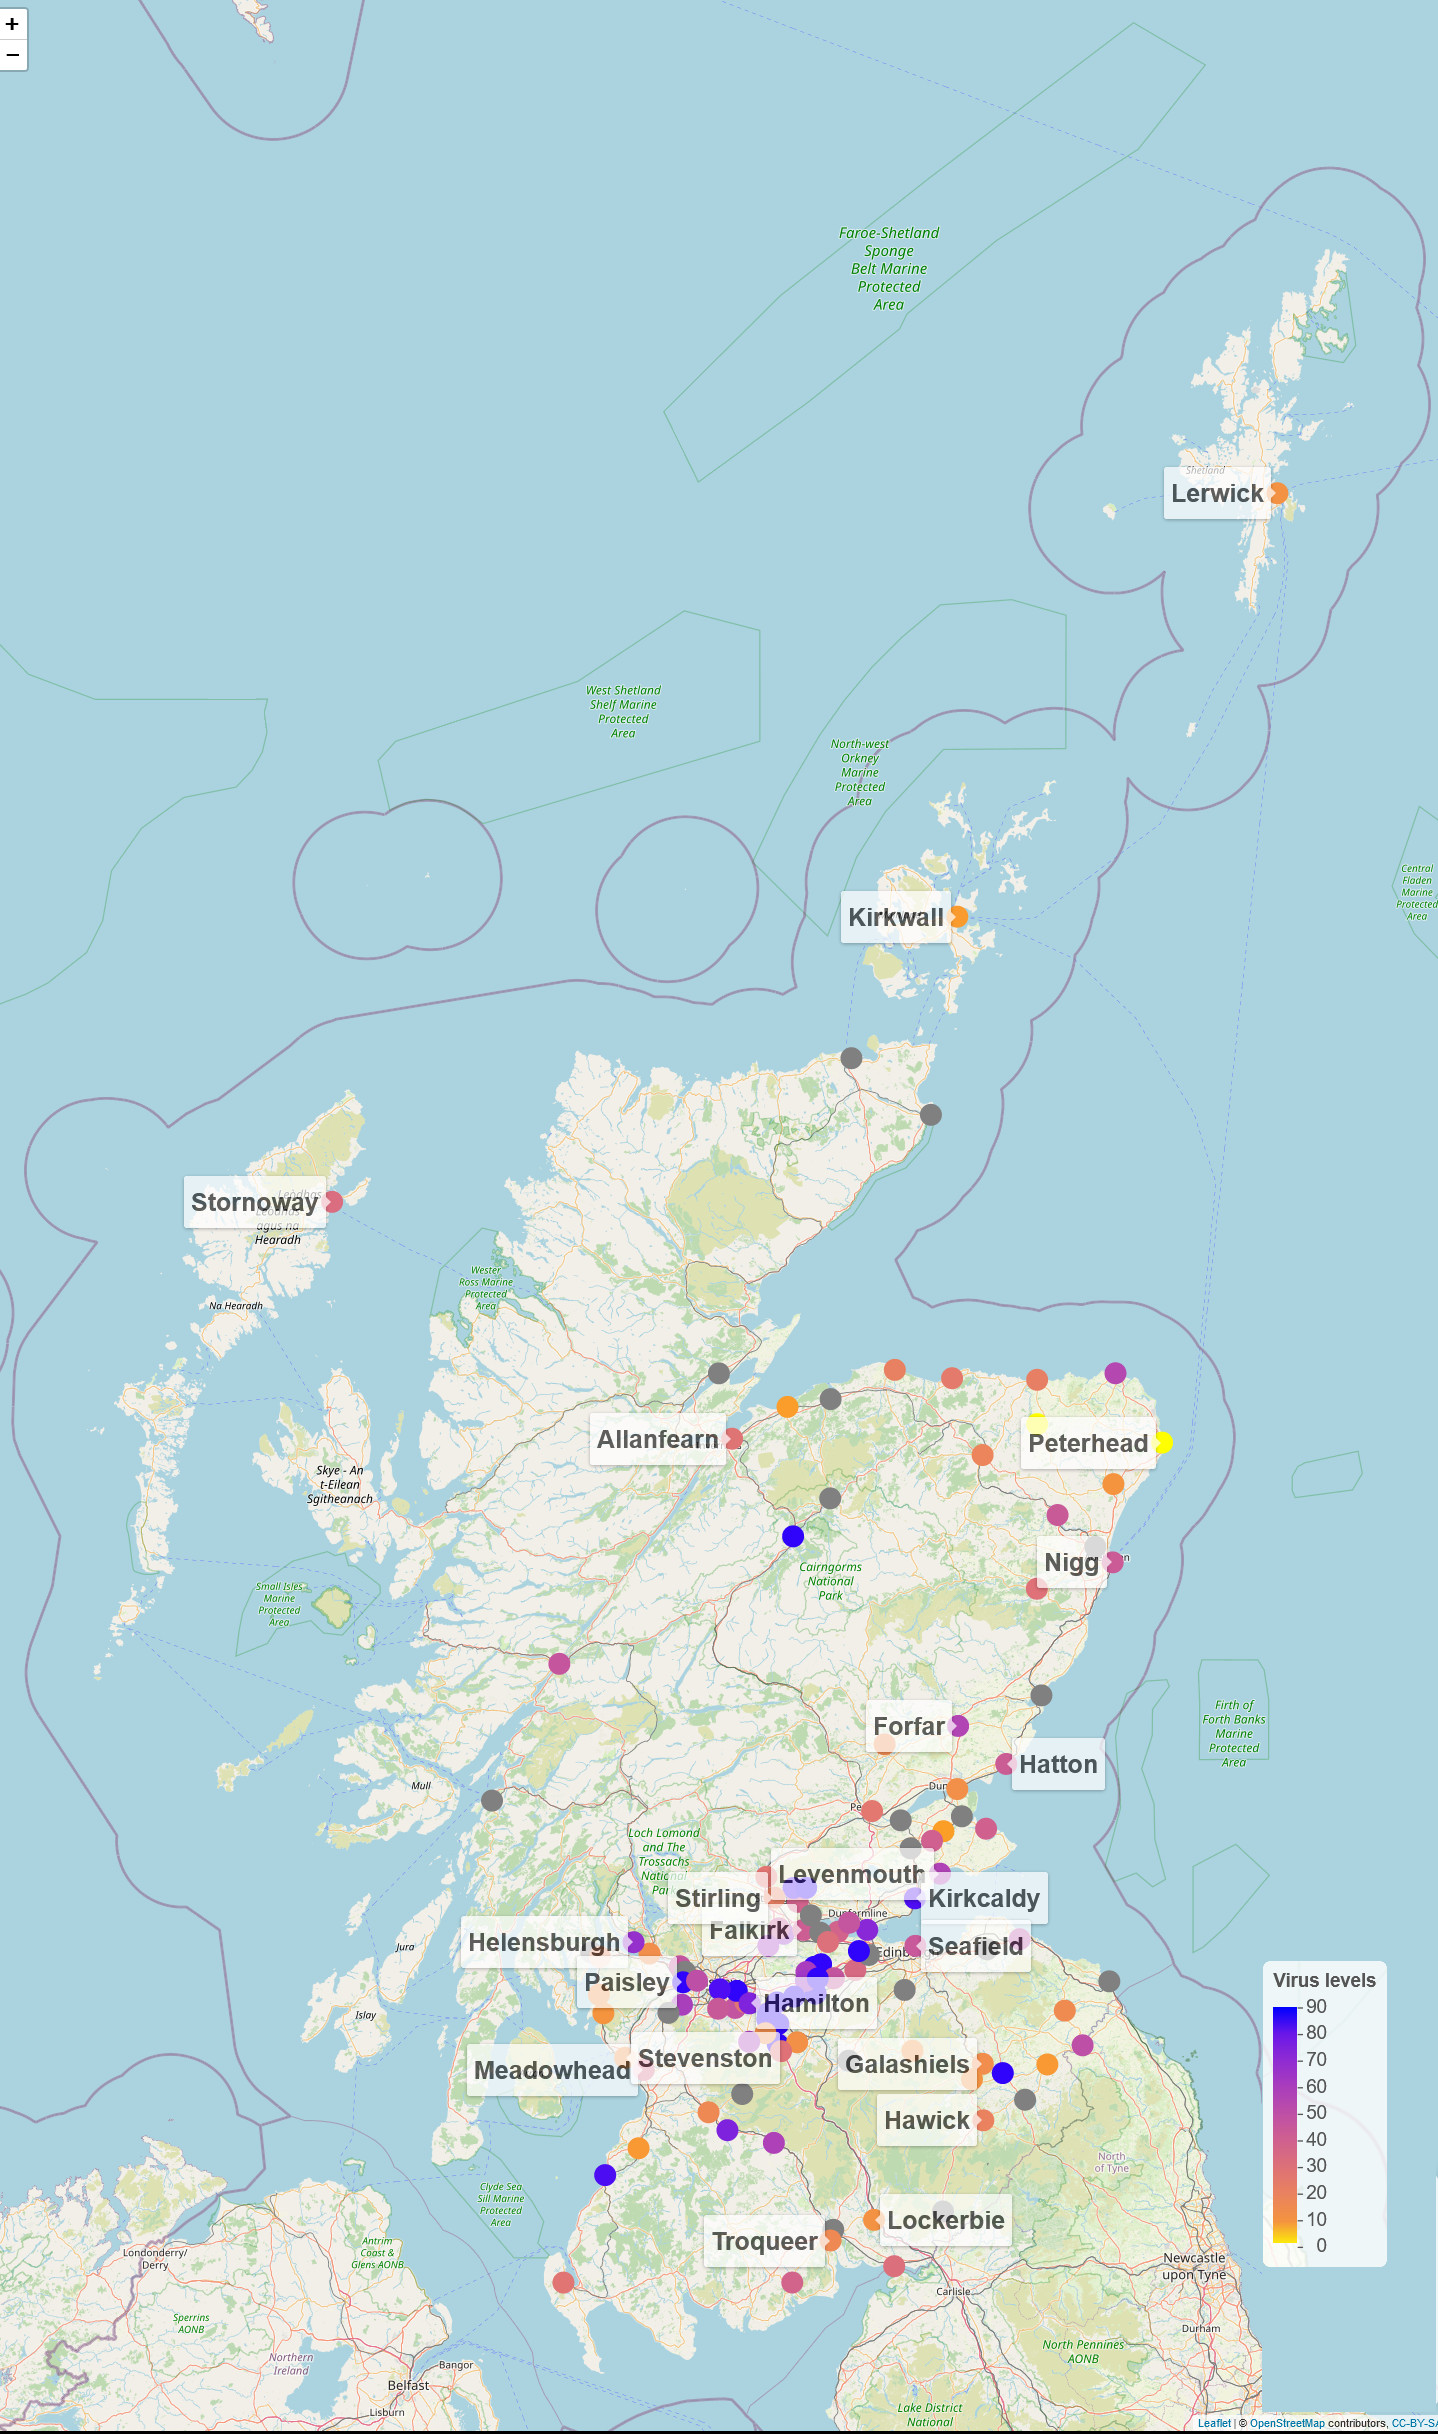 +
−
Faroe-Shetland
Sponge
Belt Marine
Protected
Area
Shetland
Lerwick
West Shetland
Shelf Marine
Protected
Area
North-west
Orkney
Marine
Protected
Area
Central
Fladen
Marine
Protected
Area
Kirkwall
Stornoway
Leòdhas
agus na
Hearadh
Na Hearadh
Wester
Ross Marine
Protected
Area
Allanfearn
Peterhead
Skye - An
t-Eilean
Sgitheanach
Nigg
Cairngorms
National
Park
Small Isles
Marine
Protected
Area
Forfar
Firth of
Forth Banks
Marine
Protected
Area
Hatton
Mull
Loch Lomond
and The
Trossachs
Levenmouth
Stirling
Kirkcaldy
Dunfermline
Falkirk
Helensburgh
Seafield
Jura
Paisley
Virus levels
90
80
70
60
50
40
30
20
10
0
Hamilton
Islay
Stevenston
Meadowhead
Galashiels
Hawick
North
of Tyne
Clyde Sea
Sill Marine
Protected
Area
Lockerbie
Troqueer
Antrim
Coast &
Glens AONB
Londonderry/
Derry
Newcastle
upon Tyne
Carlisle
Sperrins
AONB
Durham
North Pennines
AONB
Northern
Ireland
Bangor
Belfast
Lisburn
Lake District
National
Leaflet | © OpenStreetMap contributors, CC-BY-S